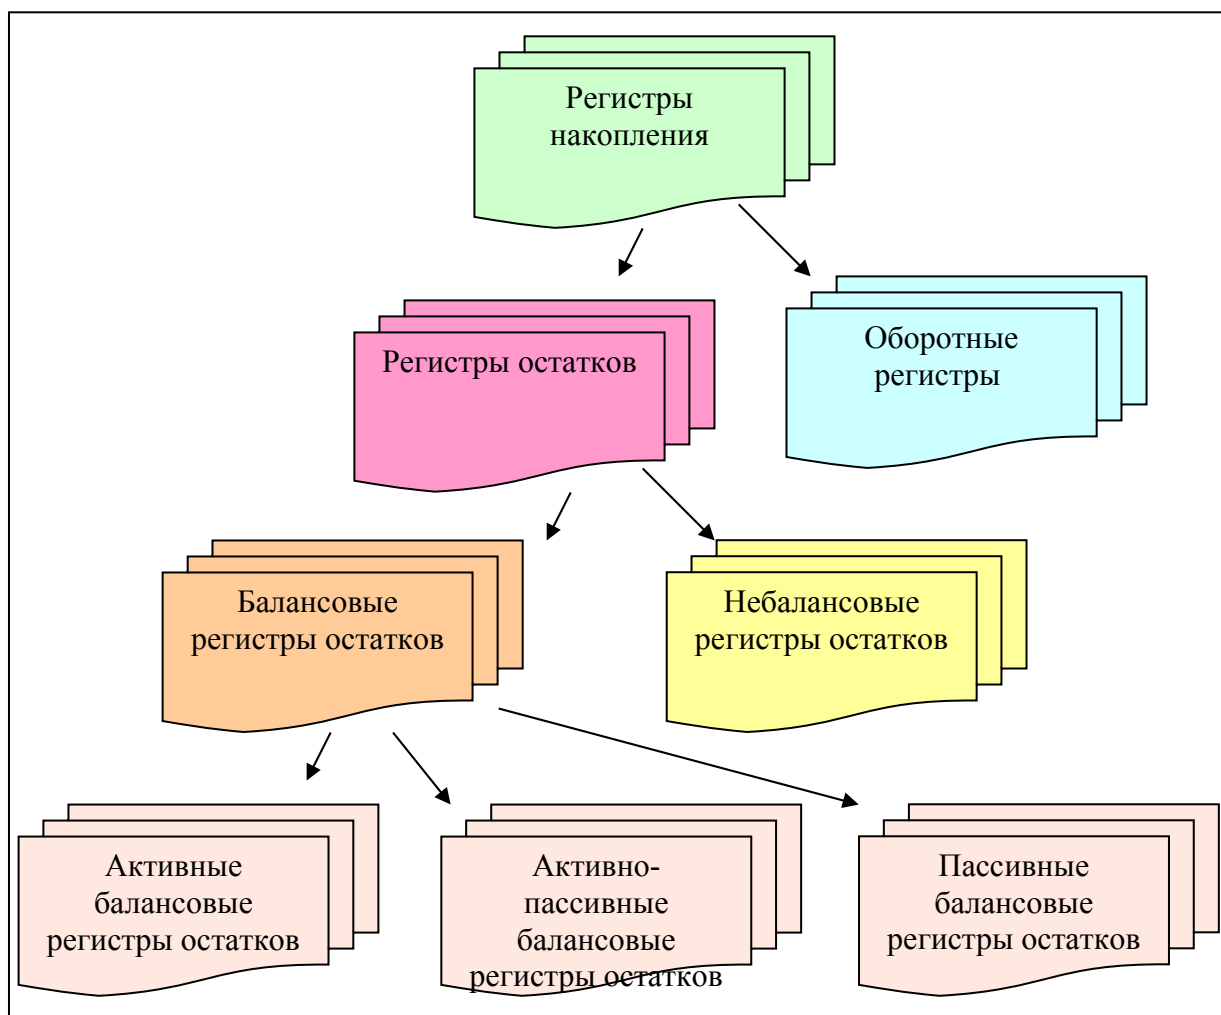 Регистры
накопления
Регистры остатков
Оборотные
регистры
Балансовые
регистры остатков
Небалансовые
регистры остатков
Активные
балансовые
регистры остатков
Активно-
пассивные
балансовые
регистры остатков
Пассивные
балансовые
регистры остатков